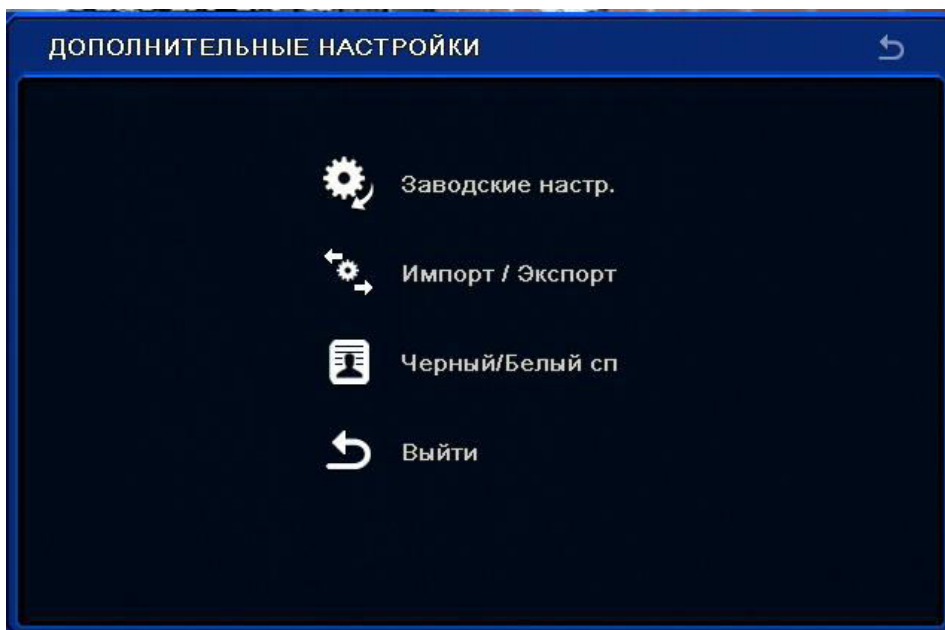 ДОПОЛНИТЕЛЬНЫЕ НАСТРОЙКИ
Заводские настр.
Импорт / Экспорт
Черный/Белый сп
Выйти